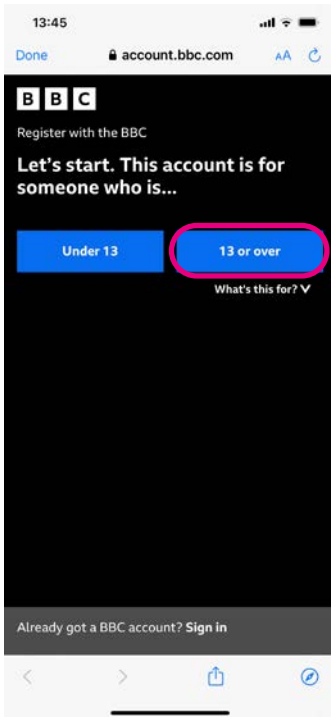 13:45
Done account.bbc.com AA
BBC
Register with the BBC
Let's start. This account is for
someone who is...
Under 13 13 or over
What's this for?
Already got a BBC account? Sign in